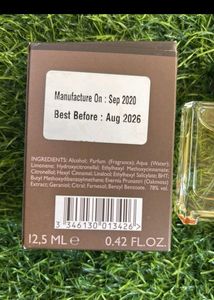 Manufacture On : Sep 2020
Best Before : Aug 2026
INGREDIENTS: Alcohol; Parfum (Fragrance); Aqua (Water);
Limonene; Hydroxycitronellal; Ethylhexyl Methoxycinnamate;
Citronellol; Hexyl Cinnamal; Linalool; Ethylhexyl Salicylate; BHT;
Butyl Methoxydibenzoylmethane; Evernia Prunastri (Oakmoss)
Extract; Geraniol; Citral; Farnesol; Benzyl Benzoate. 78% vol.
3 346130 013426 >
12,5 ML ℮ 0.42 FL.OZ.